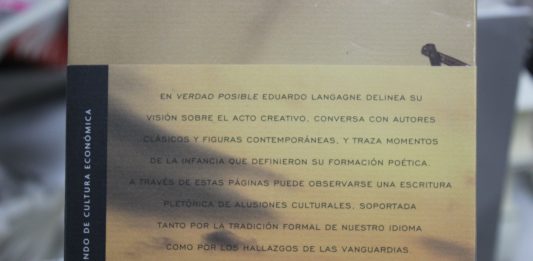 EN VERDAD POSIBLE EDUARDO LANGAGNE DELINEA SU
VISIÓN SOBRE EL ACTO CREATIVO, CONVERSA CON AUTORES
CLÁSICOS Y FIGURAS CONTEMPORÁNEAS, Y TRAZA MOMENTOS
DE LA INFANCIA QUE DEFINIERON SU FORMACIÓN POÉTICA.
A TRAVÉS DE ESTAS PÁGINAS PUEDE OBSERVARSE UNA ESCRITURA
PLETÓRICA DE ALUSIONES CULTURALES, SOPORTADA
TANTO POR LA TRADICIÓN FORMAL DE NUESTRO IDIOMA
COMO POR LOS HALLAZGOS DE LAS VANGUARDIAS.
NDO DE CULTURA ECONÓMICA